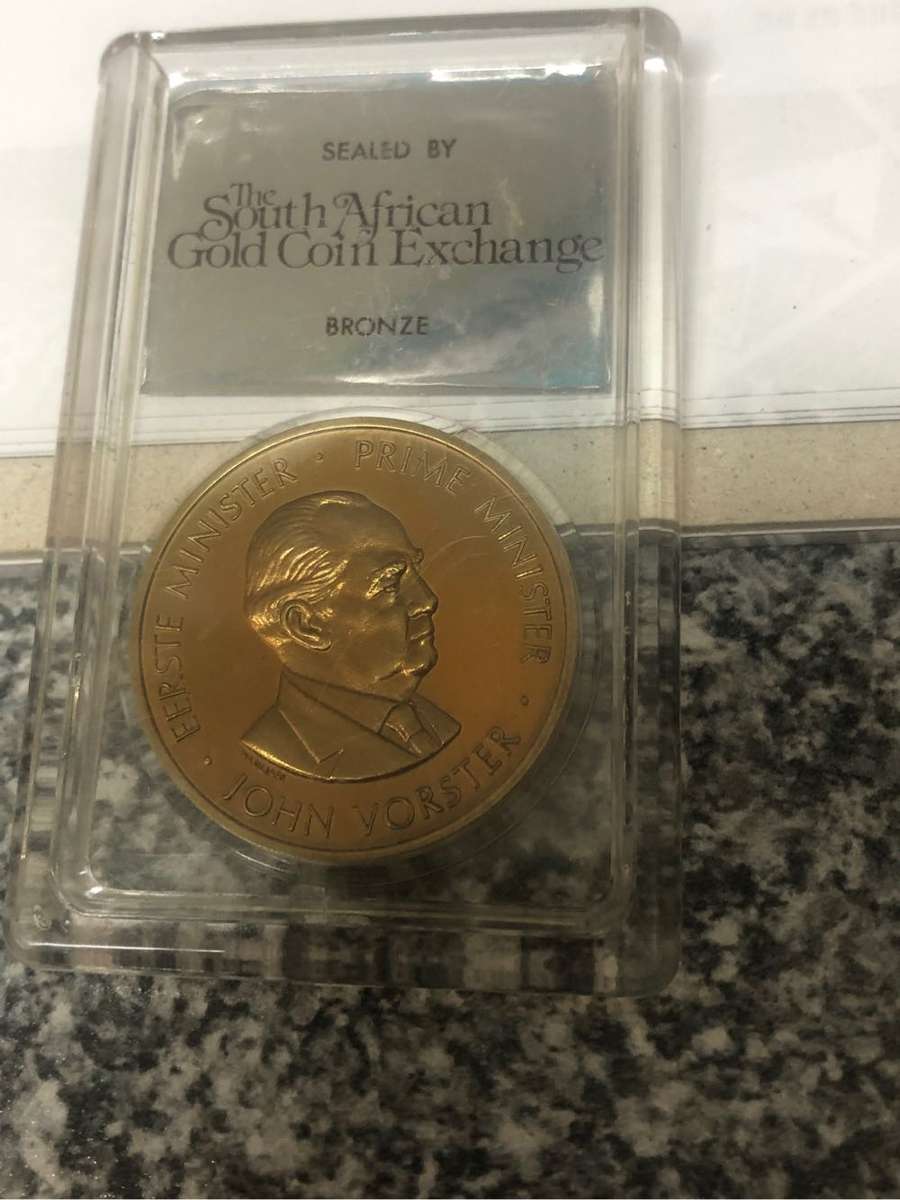 SEALED BY
The
South African
Gold Coin Exchange
BRONZE
EERSTE MINISTER · PRIME MINISTER ·
JOHN VORSTER ·